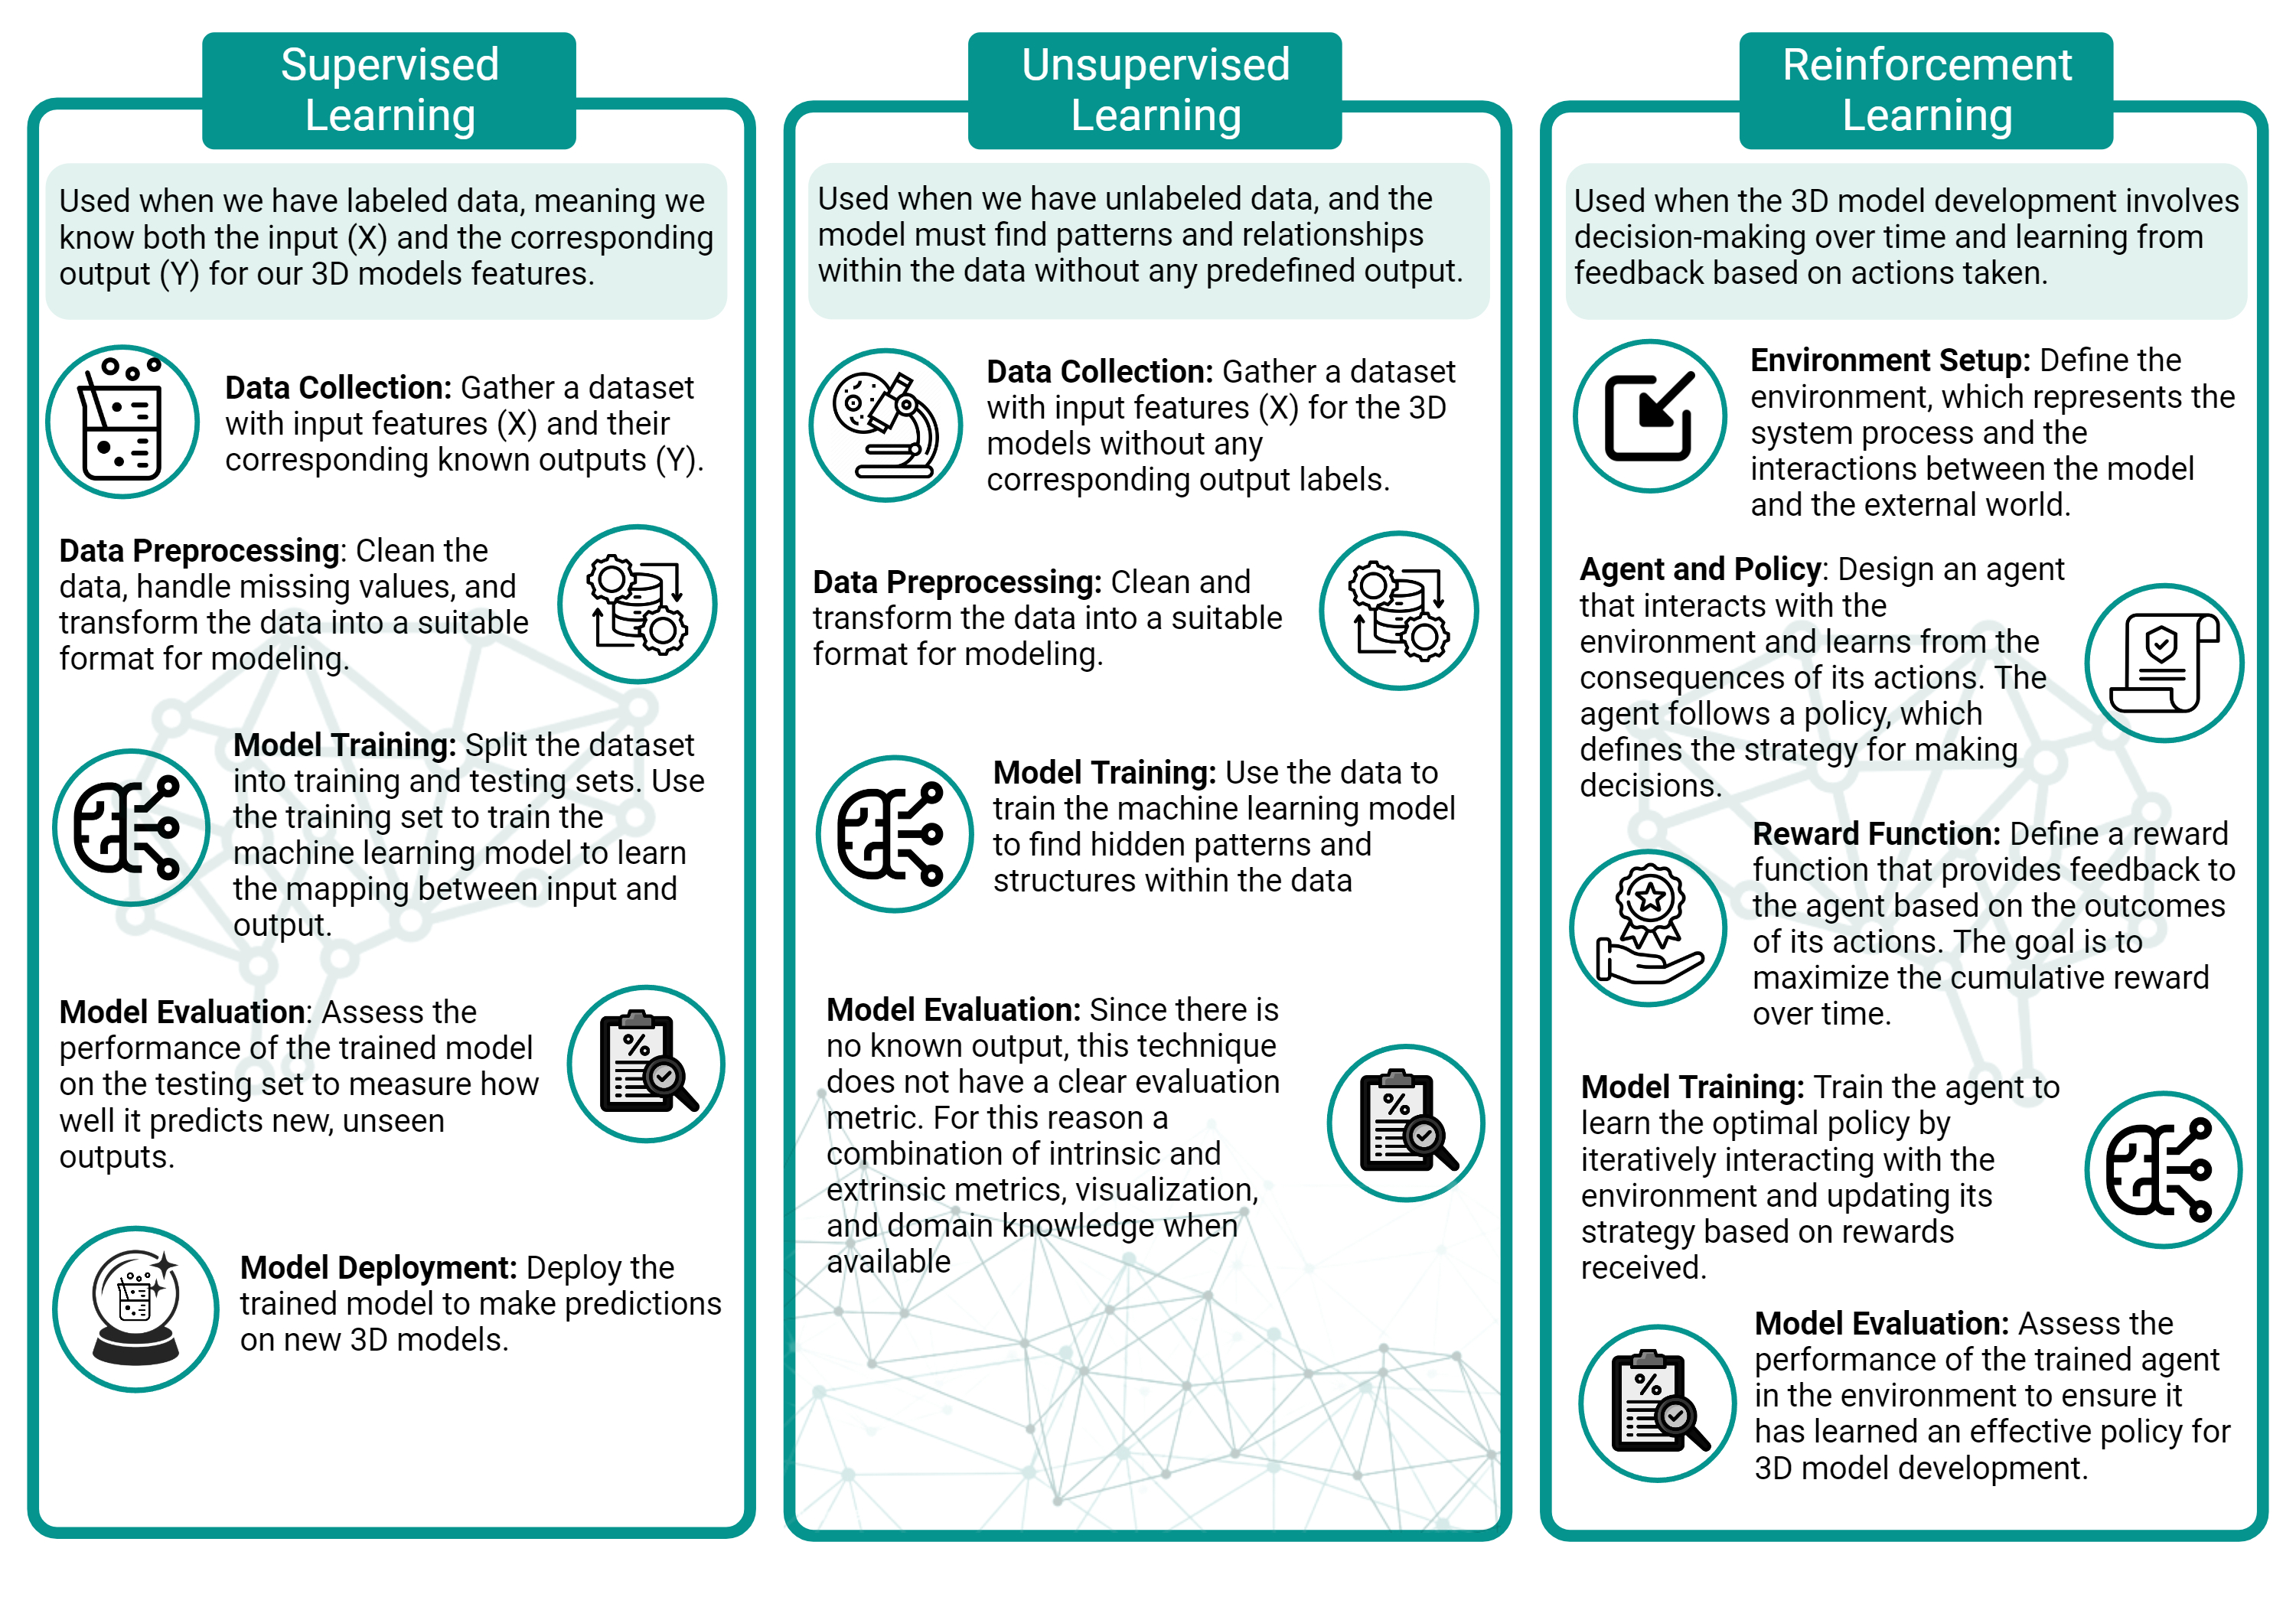 Supervised
Learning
Used when we have labeled data, meaning we
know both the input (X) and the corresponding
output (Y) for our 3D models features.
Data Collection: Gather a dataset
with input features (X) and their
corresponding known outputs (Y).
Data Preprocessing: Clean the
data, handle missing values, and
transform the data into a suitable
format for modeling.
Model Training: Split the dataset
into training and testing sets. Use
the training set to train the
machine learning model to learn
the mapping between input and
output.
Model Evaluation: Assess the
performance of the trained model
on the testing set to measure how
well it predicts new, unseen
outputs.
Model Deployment: Deploy the
trained model to make predictions
on new 3D models.
Unsupervised
Learning
Used when we have unlabeled data, and the
model must find patterns and relationships
within the data without any predefined output.
Data Collection: Gather a dataset
with input features (X) for the 3D
models without any
corresponding output labels.
Data Preprocessing: Clean and
transform the data into a suitable
format for modeling.
Model Training: Use the data to
train the machine learning model
to find hidden patterns and
structures within the data
Model Evaluation: Since there is
no known output, this technique
does not have a clear evaluation
metric. For this reason a
combination of intrinsic and
extrinsic metrics, visualization,
and domain knowledge when
available
Reinforcement
Learning
Used when the 3D model development involves
decision-making over time and learning from
feedback based on actions taken.
Environment Setup: Define the
environment, which represents the
system process and the
interactions between the model
and the external world.
Agent and Policy: Design an agent
that interacts with the
environment and learns from the
consequences of its actions. The
agent follows a policy, which
defines the strategy for making
decisions.
Reward Function: Define a reward
function that provides feedback to
the agent based on the outcomes
of its actions. The goal is to
maximize the cumulative reward
over time.
Model Training: Train the agent to
learn the optimal policy by
iteratively interacting with the
environment and updating its
strategy based on rewards
received.
Model Evaluation: Assess the
performance of the trained agent
in the environment to ensure it
has learned an effective policy for
3D model development.